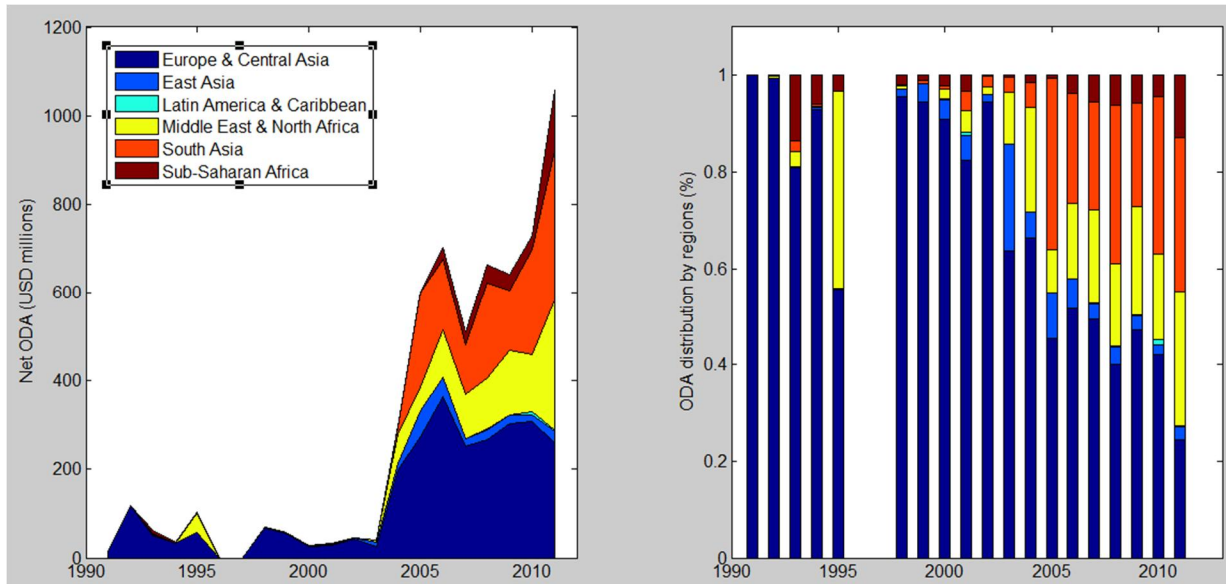 1200
1000
800
600
400
200
0
Net ODA (USD millions)
Europe & Central Asia
East Asia
Latin America & Caribbean
Middle East & North Africa
South Asia
Sub-Saharan Africa
1990 1995 2000 2005 2010
1
0.8
0.6
0.4
0.2
0
ODA distribution by regions (%)
1990 1995 2000 2005 2010